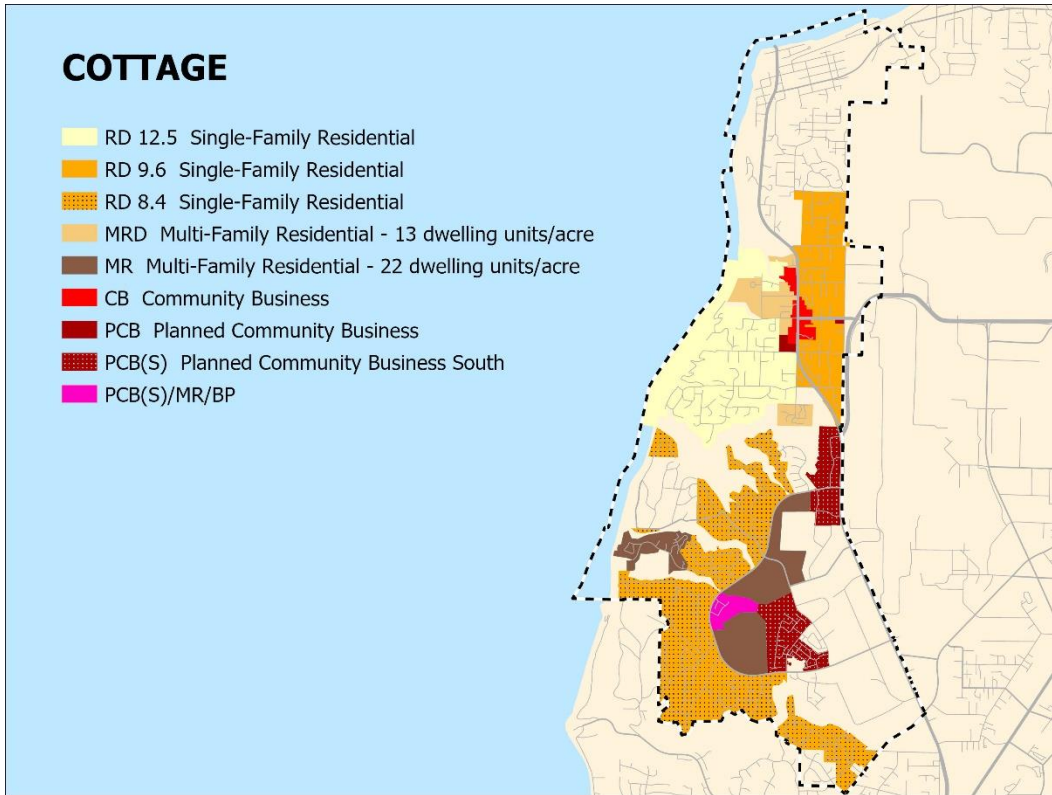 COTTAGE
RD 12.5 Single-Family Residential
RD 9.6 Single-Family Residential
RD 8.4 Single-Family Residential
MRD Multi-Family Residential - 13 dwelling units/acre
MR Multi-Family Residential - 22 dwelling units/acre
CB Community Business
PCB Planned Community Business
PCB(S) Planned Community Business South
PCB(S)/MR/BP